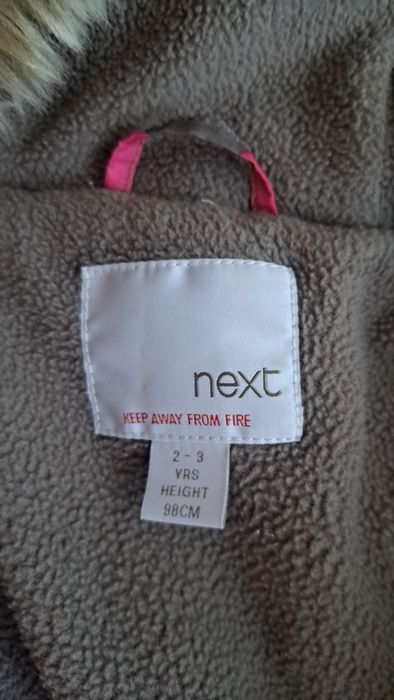 next
KEEP AWAY FROM FIRE
2 - 3
YRS
HEIGHT
98CM